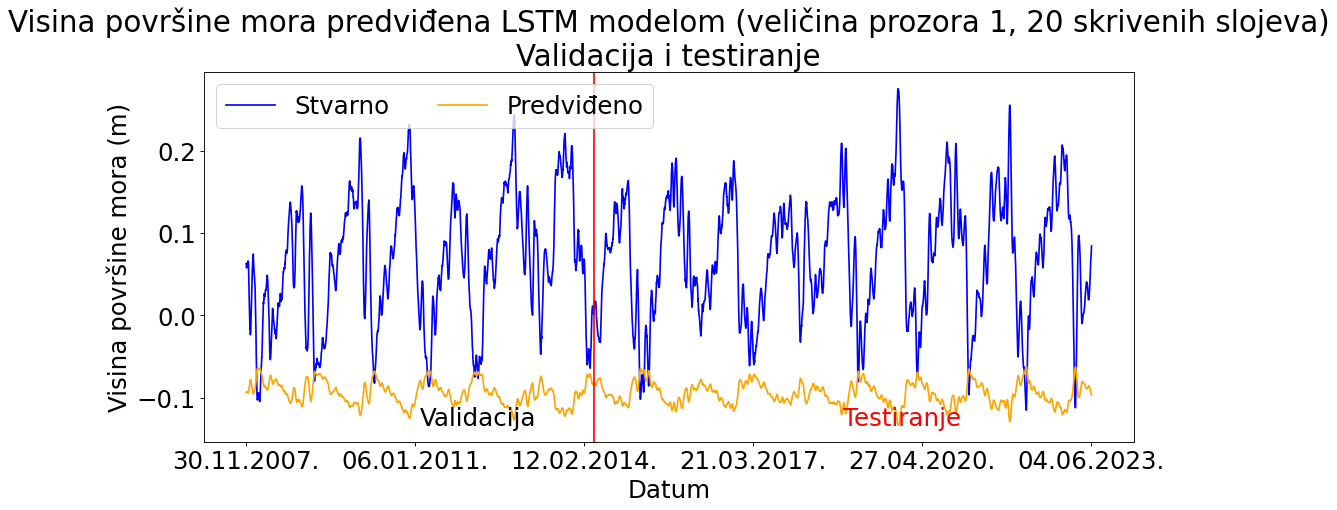 Visina površine mora predviđena LSTM modelom (veličina prozora 1, 20 skrivenih slojeva)
Validacija i testiranje
Stvarno
Predviđeno
Visina površine mora (m)
0.2
0.1
0.0
−0.1
Validacija
Testiranje
30.11.2007.
06.01.2011.
12.02.2014.
21.03.2017.
27.04.2020.
04.06.2023.
Datum